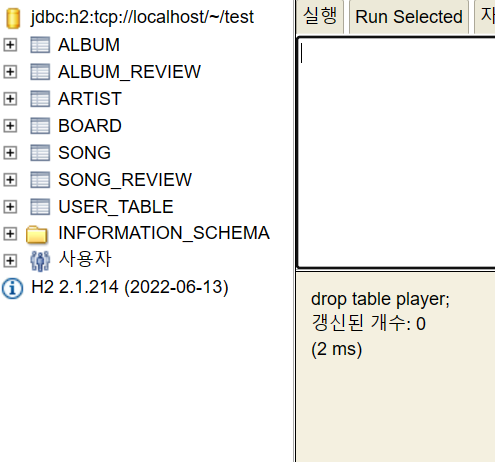 jdbc:h2:tcp://localhost/~/test
ALBUM
ALBUM_REVIEW
ARTIST
BOARD
SONG
SONG_REVIEW
USER_TABLE
INFORMATION_SCHEMA
사용자
H2 2.1.214 (2022-06-13)
실행 Run Selected
drop table player;
갱신된 개수: 0
(2 ms)